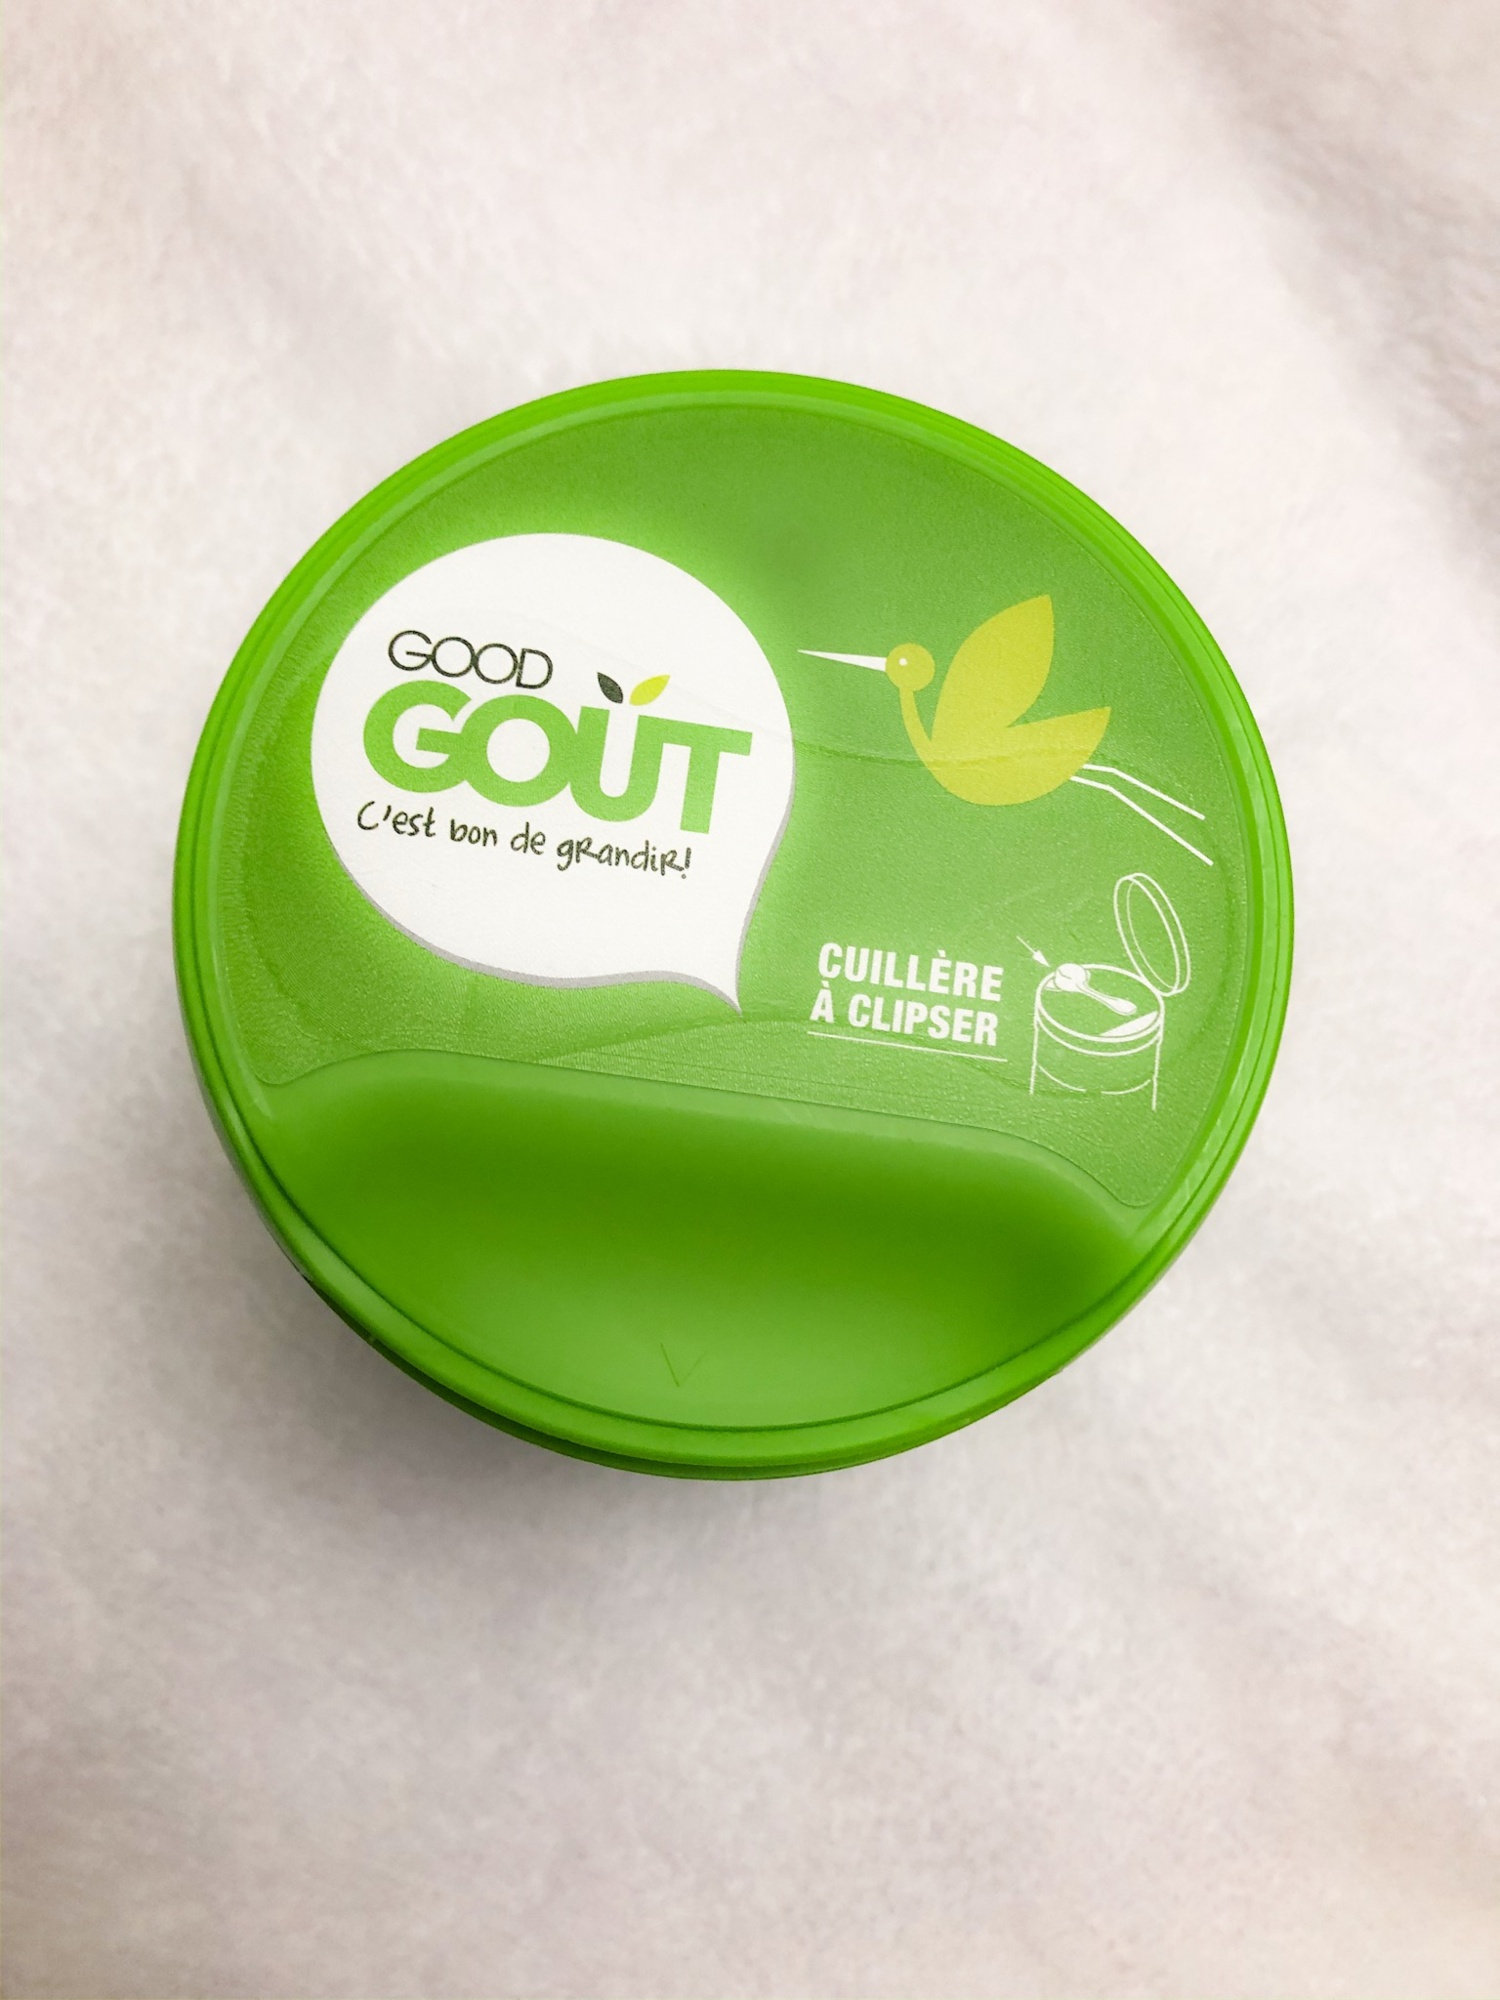 GOOD
GOÛT
C'est bon de grandir!
CUILLÈRE
À CLIPSER